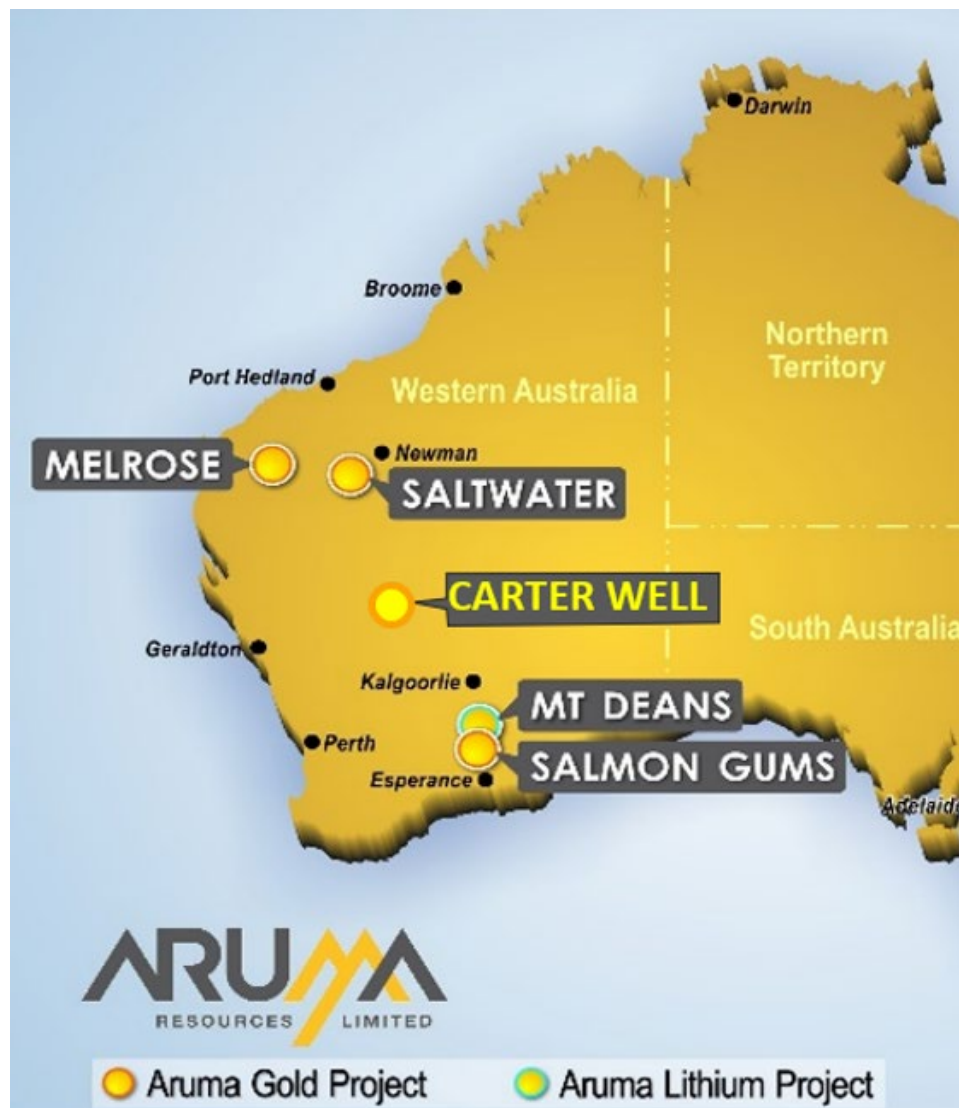 Darwin
Broome
Northern
Territory
Port Hedland
Western Australia
Newman
MELROSE
SALTWATER
CARTER WELL
South Australia
Geraldton
Kalgoorlie
MT DEANS
Perth
SALMON GUMS
Esperance
Adelaide
ARUMA
RESOURCES LIMITED
Aruma Gold Project
Aruma Lithium Project